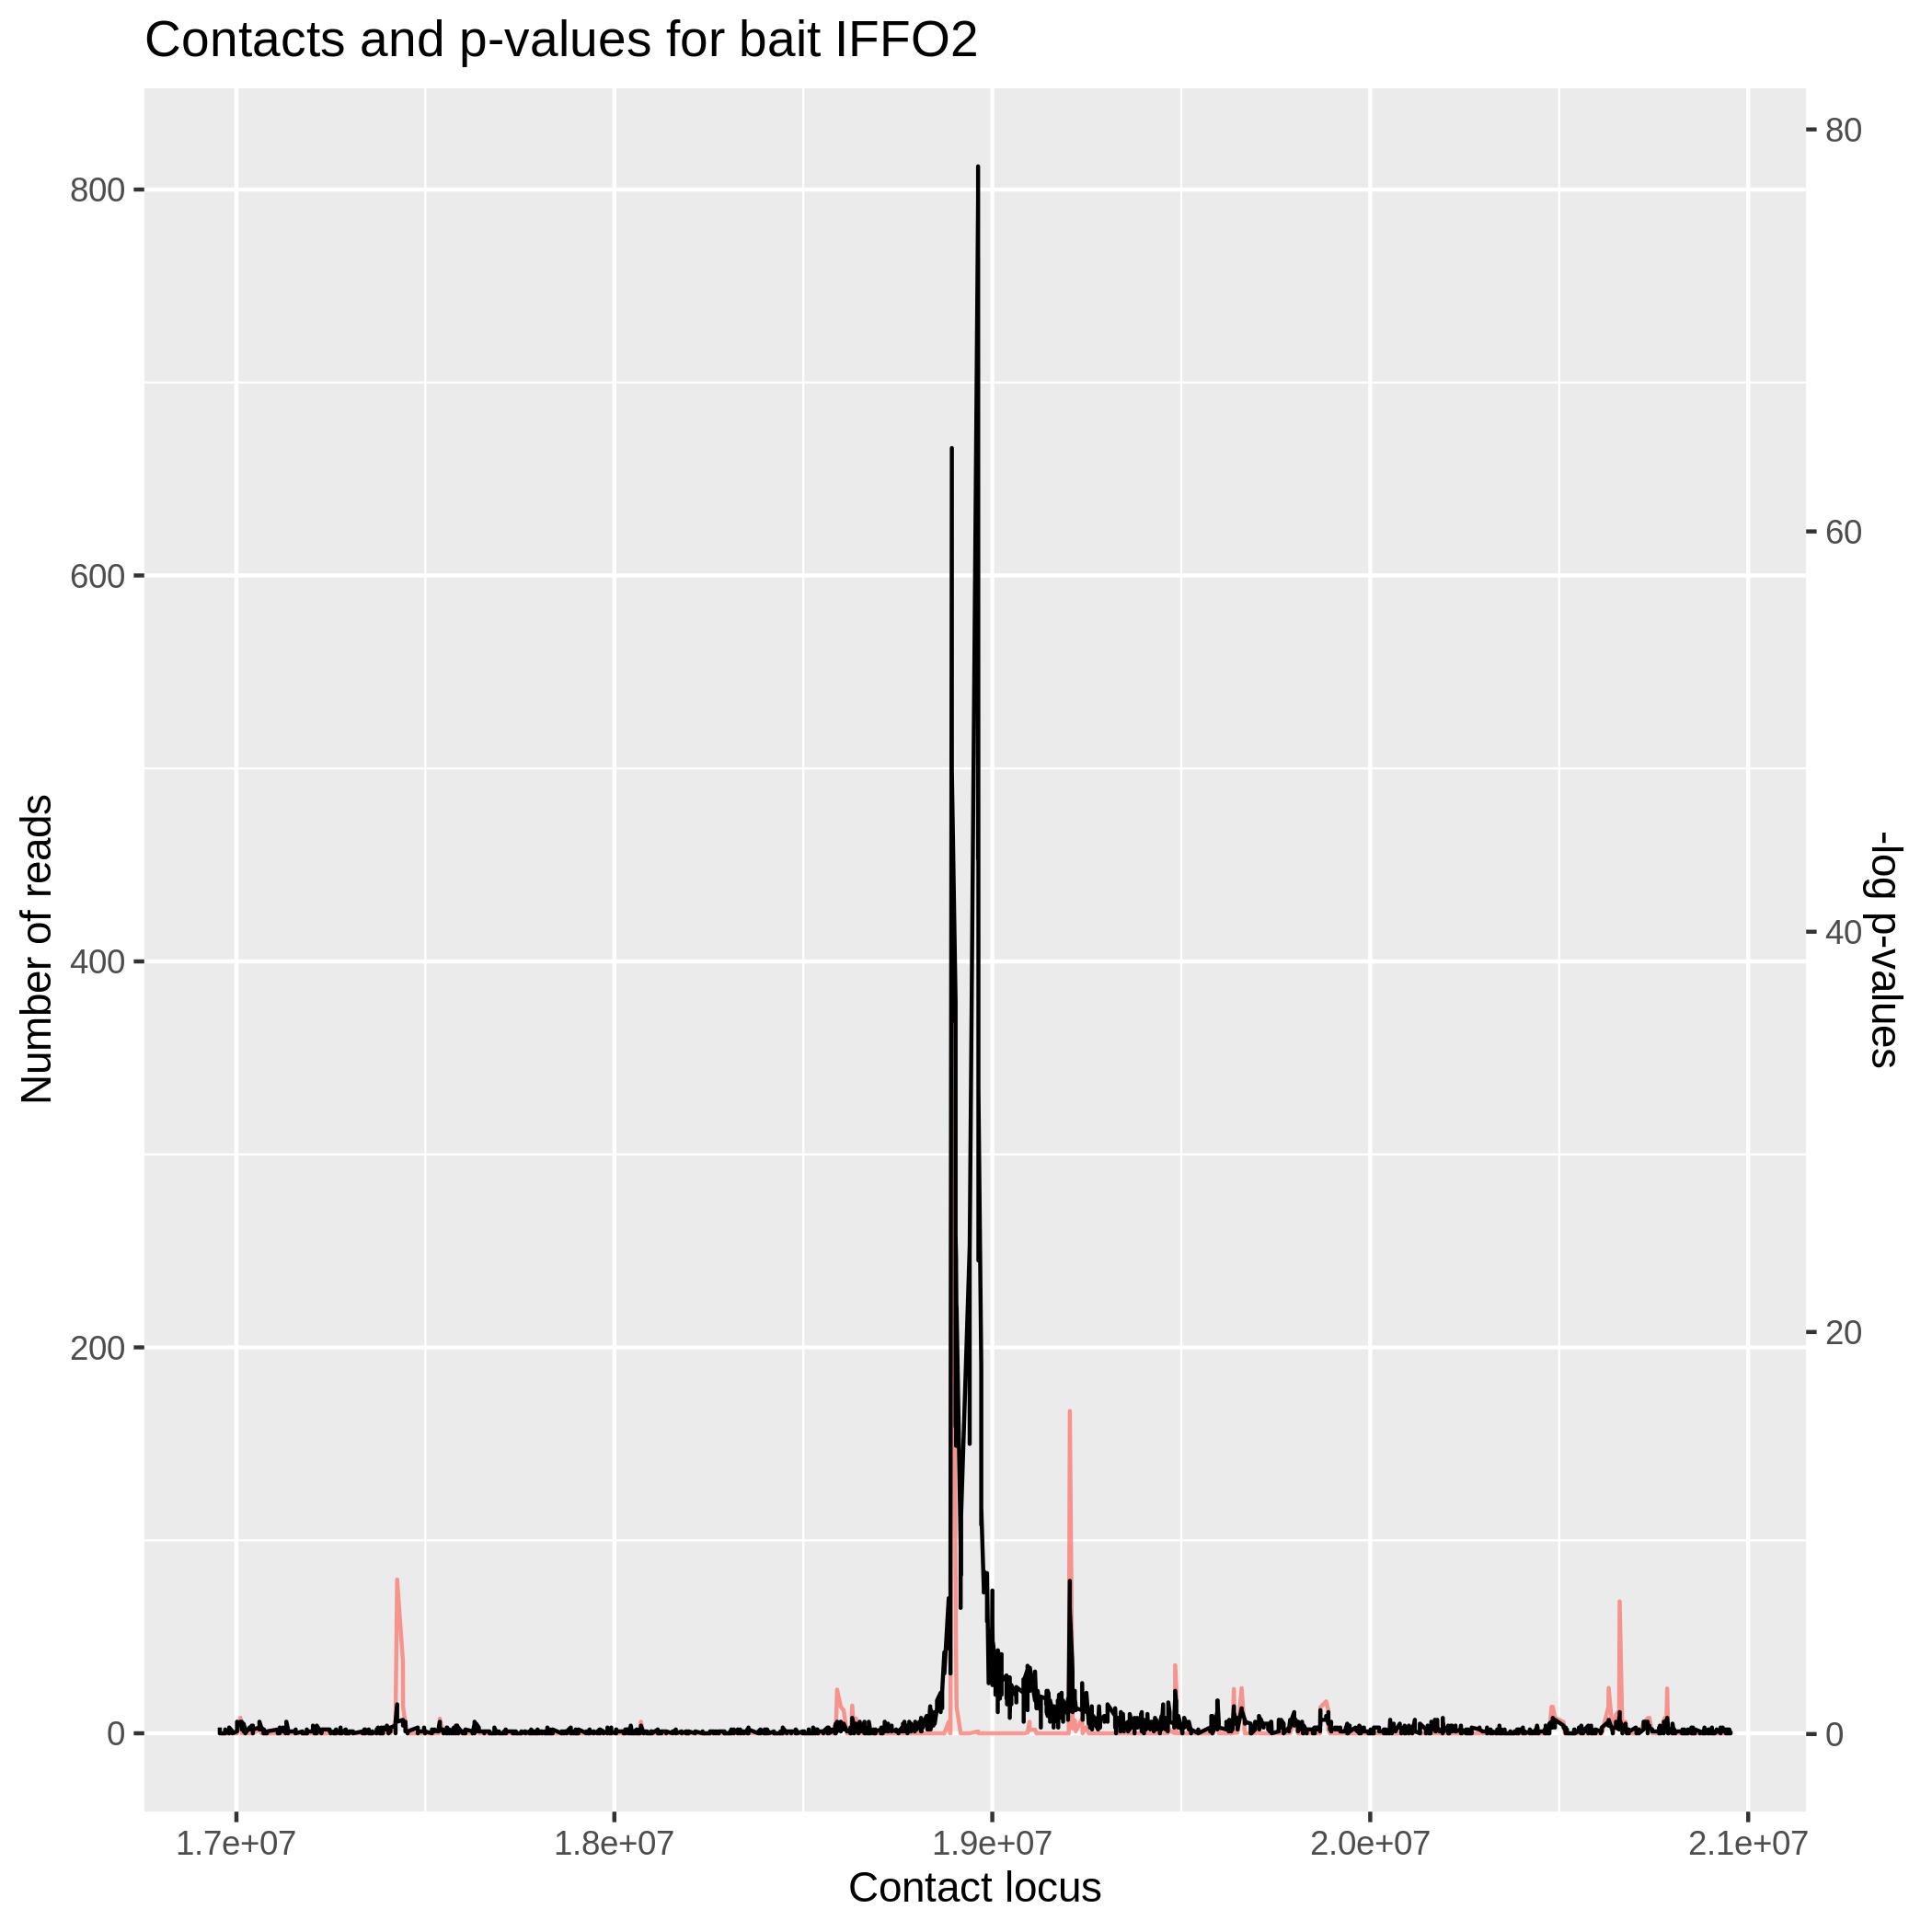 Contacts and p-values for bait IFFO2
Number of reads
800
600
400
200
0
80
60
40
20
0
-log p-values
1.7e+07 1.8e+07 1.9e+07 2.0e+07 2.1e+07
Contact locus